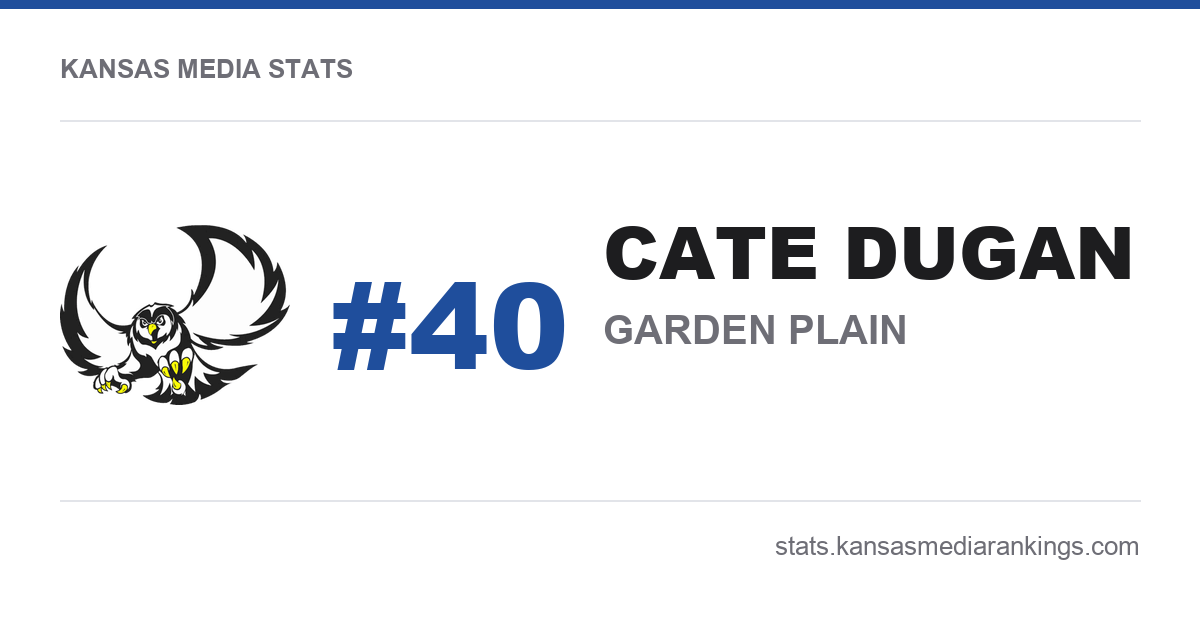 KANSAS MEDIA STATS
#40
CATE DUGAN
GARDEN PLAIN
stats.kansasmediarankings.com